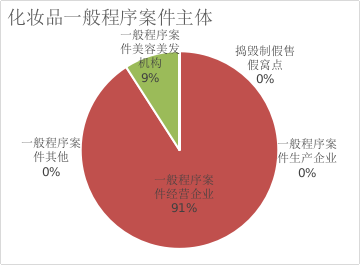 化妆品一般程序案件主体
一般程序案
件美容美发
机构
9%
捣毁制假售
假窝点
0%
一般程序案
件其他
0%
一般程序案
件生产企业
0%
一般程序案
件经营企业
91%